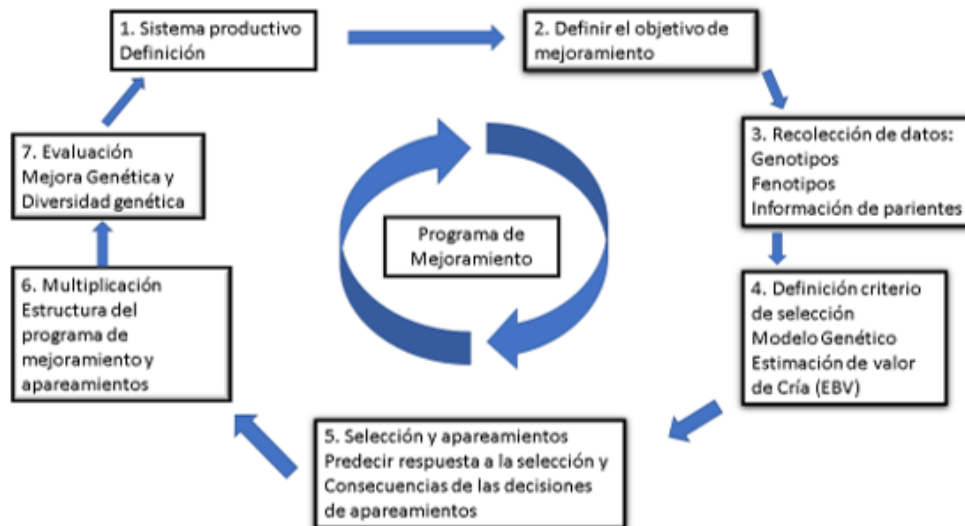 1. Sistema productivo
Definición
2. Definir el objetivo de
mejoramiento
3. Recolección de datos:
Genotipos
Fenotipos
Información de parientes
4. Definición criterio
de selección
Modelo Genético
Estimación de valor
de Cría (EBV)
5. Selección y apareamientos
Predecir respuesta a la selección y
Consecuencias de las decisiones
de apareamientos
6. Multiplicación
Estructura del
programa de
mejoramiento y
apareamientos
7. Evaluación
Mejora Genética y
Diversidad genética
Programa de
Mejoramiento